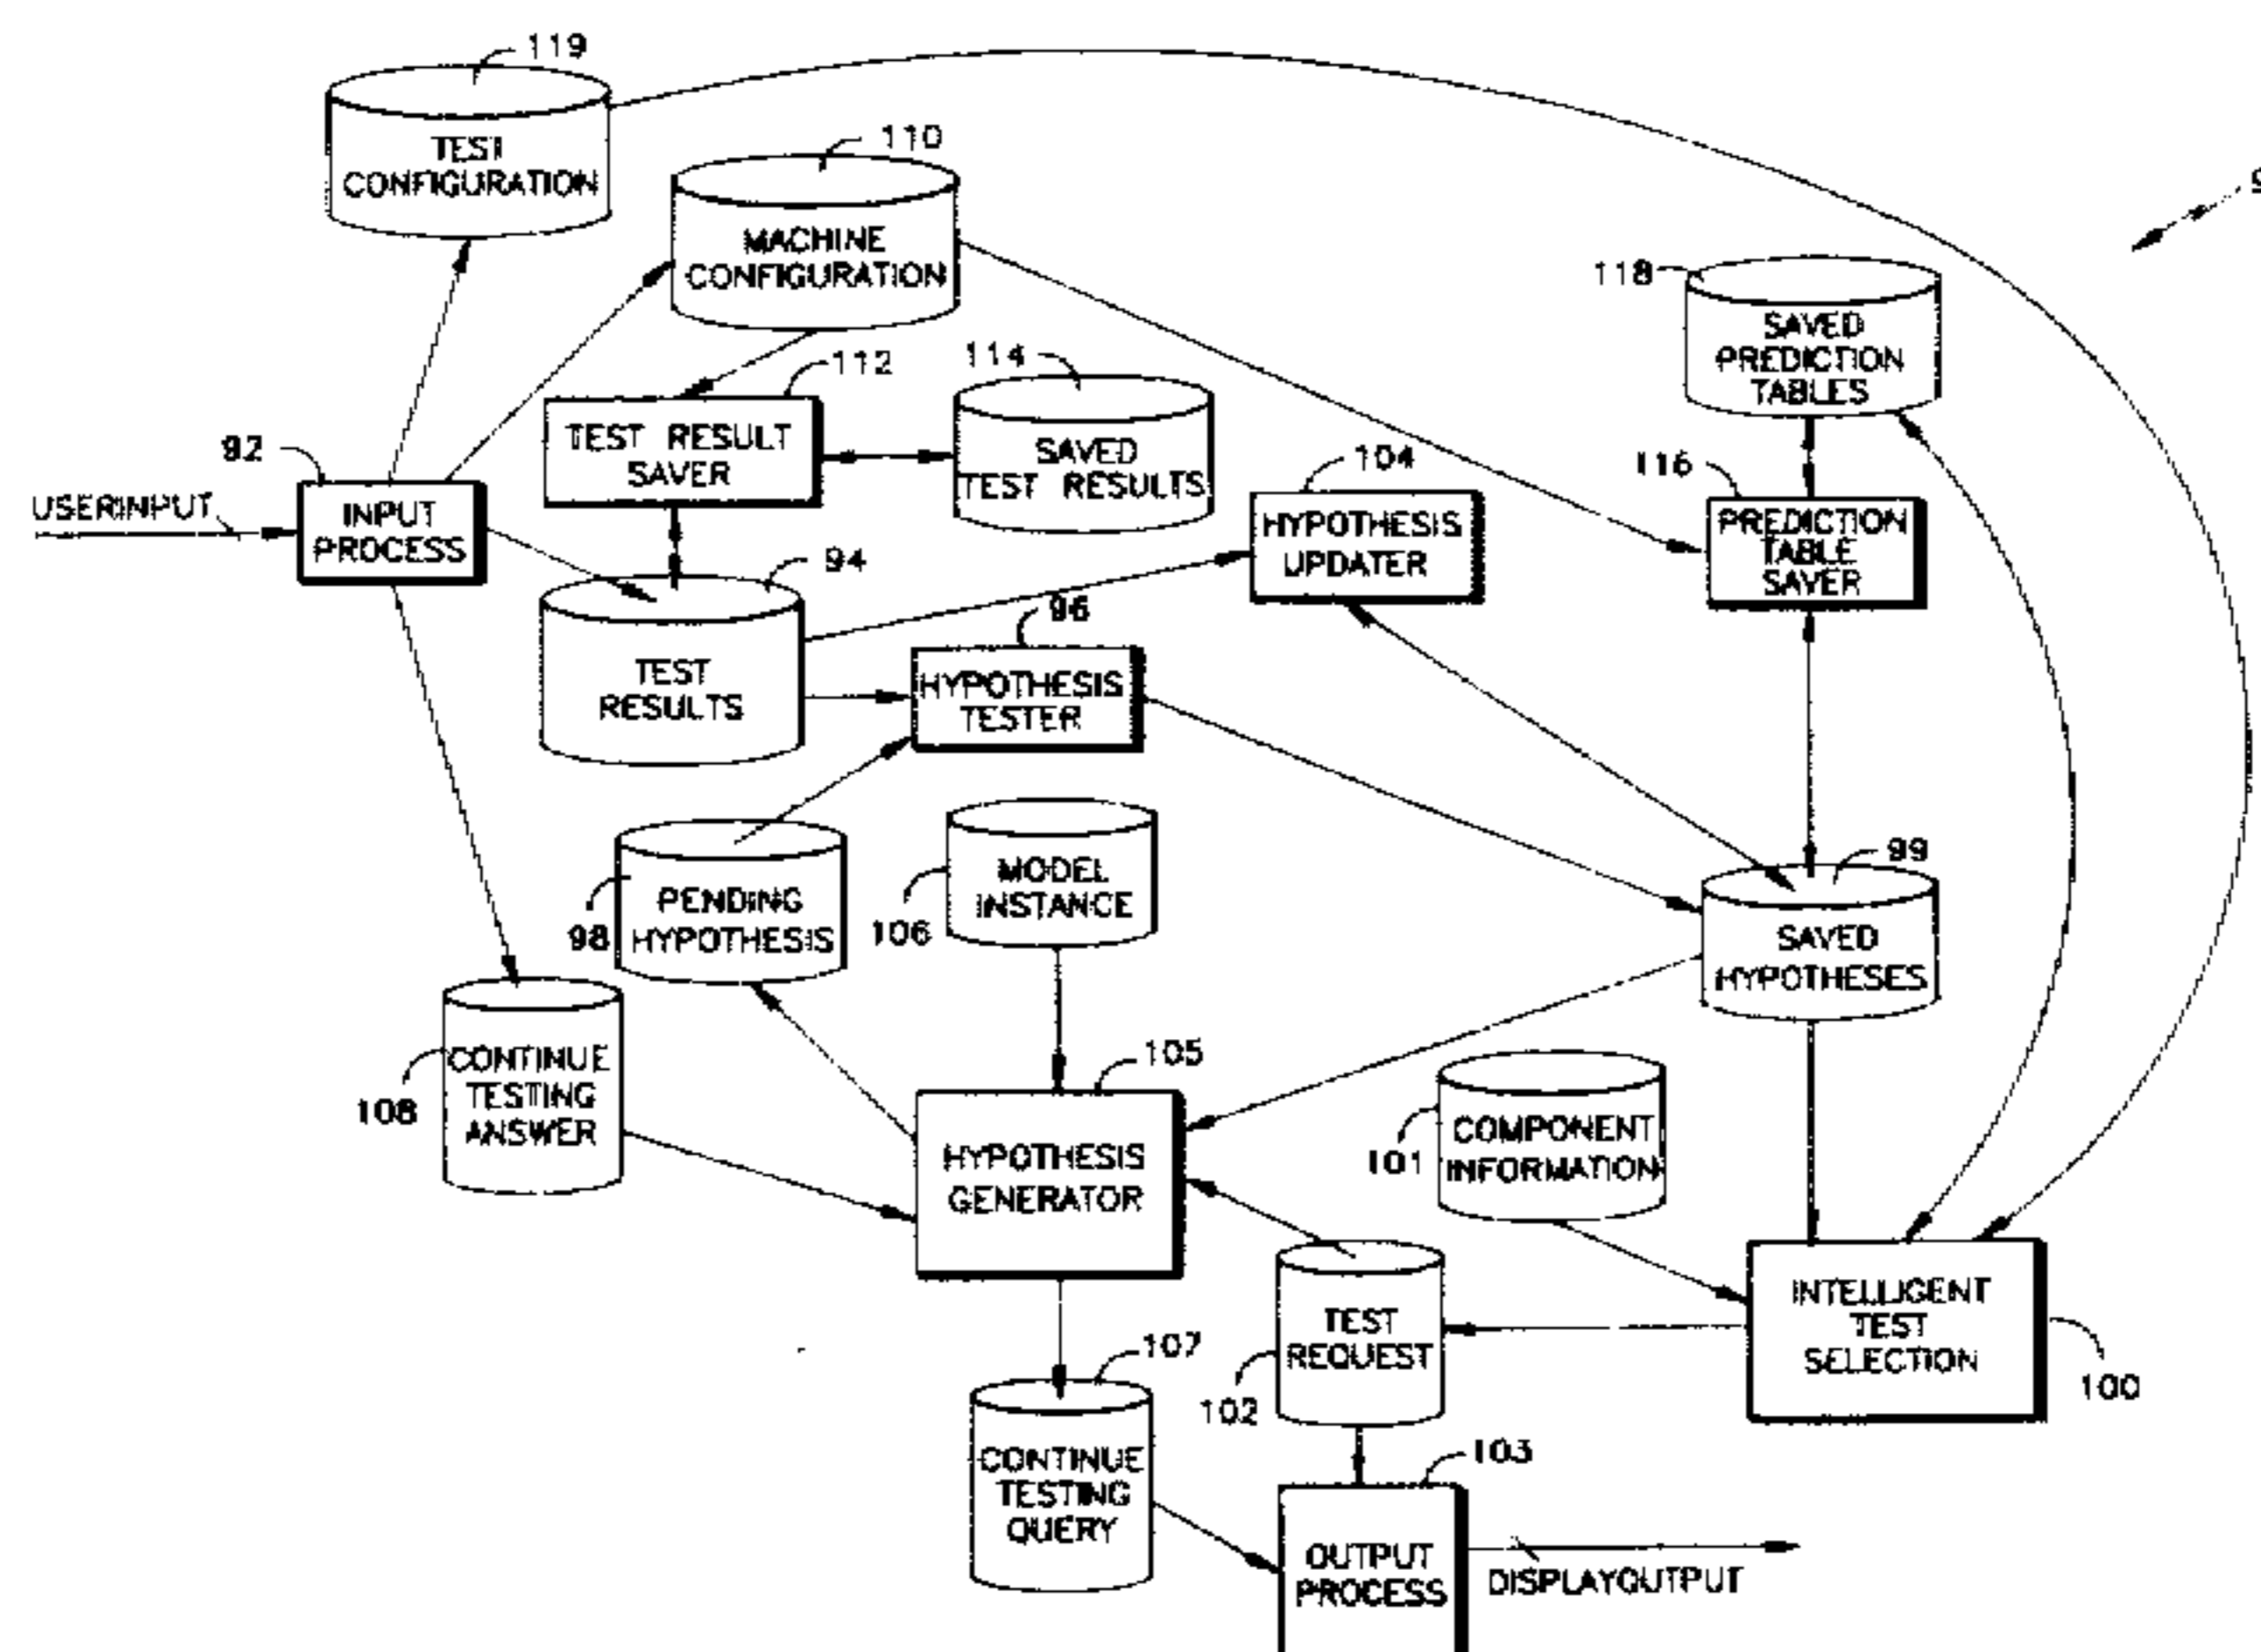 119
TEST
CONFIGURATION
110
MACHINE
CONFIGURATION
9
118
SAVED
PREDICTION
TABLES
112
114
TEST RESULT
SAVER
SAVED
TEST RESULTS
92
USERINPUT
INPUT
PROCESS
104
HYPOTHESIS
UPDATER
116
PREDICTION
TABLE
SAVER
94
TEST
RESULTS
96
HYPOTHESIS
TESTER
98
PENDING
HYPOTHESIS
106
MODEL
INSTANCE
99
SAVED
HYPOTHESES
108
CONTINUE
TESTING
ANSWER
105
HYPOTHESIS
GENERATOR
101
COMPONENT
INFORMATION
102
TEST
REQUEST
INTELLIGENT
TEST
SELECTION
100
107
CONTINUE
TESTING
QUERY
103
OUTPUT
PROCESS
DISPLAYOUTPUT